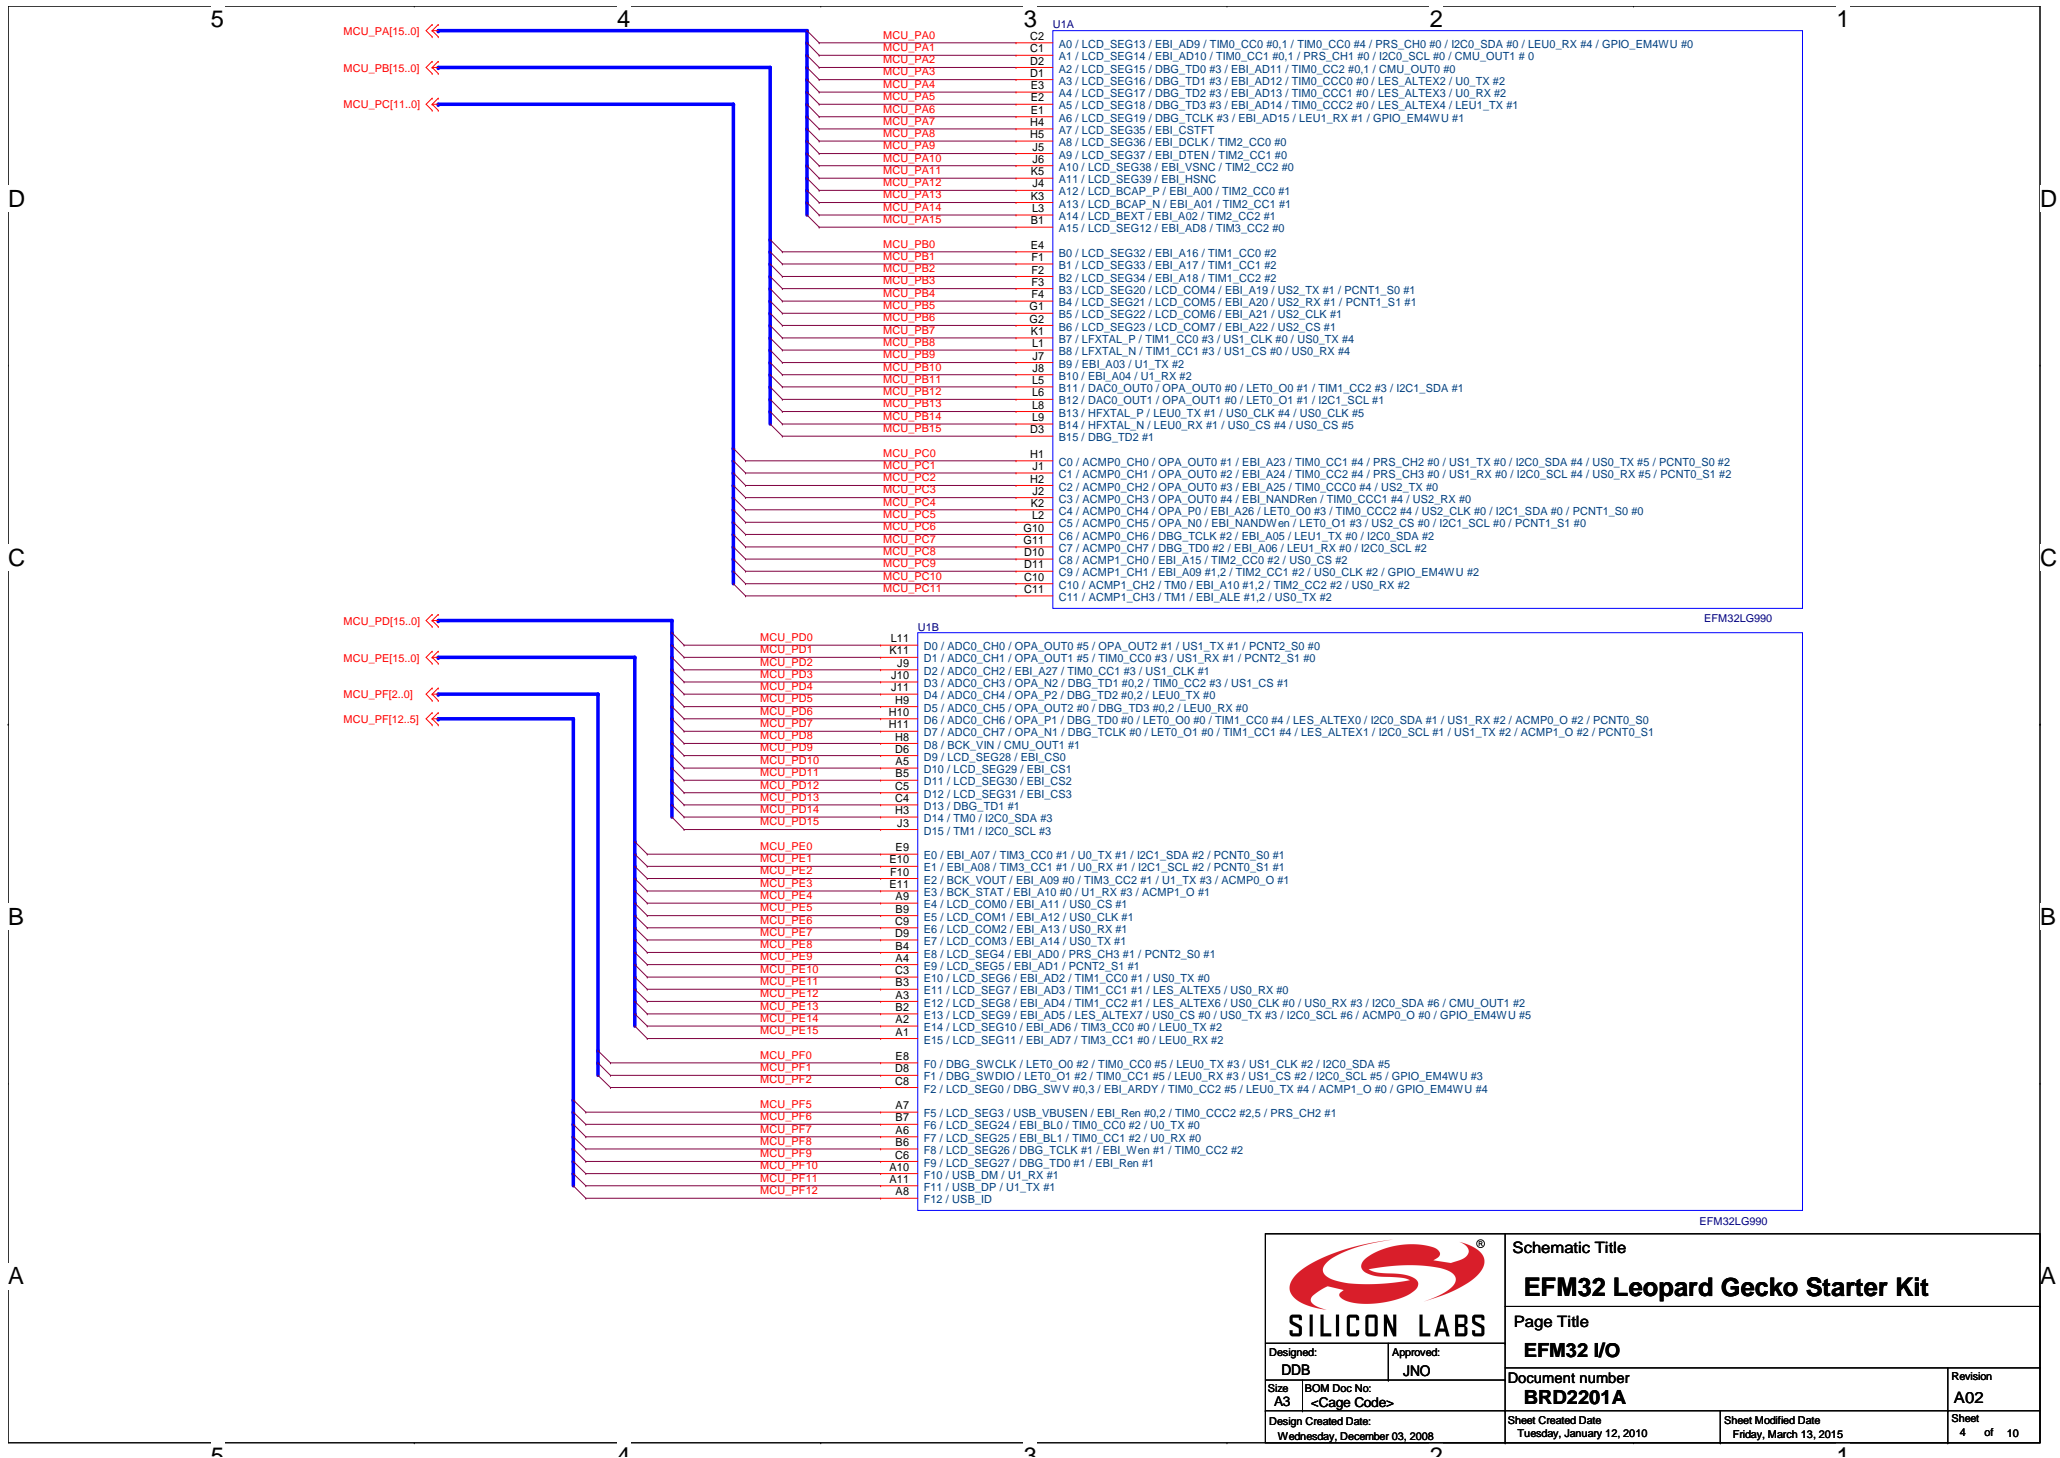 5 4 3 2 1
MCU_PA[15..0]
MCU_PB[15..0]
MCU_PC[11..0]
U1A
MCU_PA0 C2 A0 / LCD_SEG13 / EBI_AD9 / TIM0_CC0 #0,1 / TIM0_CC0 #4 / PRS_CH0 #0 / I2C0_SDA #0 / LEU0_RX #4 / GPIO_EM4WU #0
MCU_PA1 C1 A1 / LCD_SEG14 / EBI_AD10 / TIM0_CC1 #0,1 / PRS_CH1 #0 / I2C0_SCL #0 / CMU_OUT1 # 0
MCU_PA2 D2 A2 / LCD_SEG15 / DBG_TD0 #3 / EBI_AD11 / TIM0_CC2 #0,1 / CMU_OUT0 #0
MCU_PA3 D1 A3 / LCD_SEG16 / DBG_TD1 #3 / EBI_AD12 / TIM0_CCC0 #0 / LES_ALTEX2 / U0_TX #2
MCU_PA4 E3 A4 / LCD_SEG17 / DBG_TD2 #3 / EBI_AD13 / TIM0_CCC1 #0 / LES_ALTEX3 / U0_RX #2
MCU_PA5 E2 A5 / LCD_SEG18 / DBG_TD3 #3 / EBI_AD14 / TIM0_CCC2 #0 / LES_ALTEX4 / LEU1_TX #1
MCU_PA6 E1 A6 / LCD_SEG19 / DBG_TCLK #3 / EBI_AD15 / LEU1_RX #1 / GPIO_EM4WU #1
MCU_PA7 H4 A7 / LCD_SEG35 / EBI_CSTFT
MCU_PA8 H5 A8 / LCD_SEG36 / EBI_DCLK / TIM2_CC0 #0
MCU_PA9 J5 A9 / LCD_SEG37 / EBI_DTEN / TIM2_CC1 #0
MCU_PA10 J6 A10 / LCD_SEG38 / EBI_VSNC / TIM2_CC2 #0
MCU_PA11 K5 A11 / LCD_SEG39 / EBI_HSNC
MCU_PA12 J4 A12 / LCD_BCAP_P / EBI_A00 / TIM2_CC0 #1
MCU_PA13 K3 A13 / LCD_BCAP_N / EBI_A01 / TIM2_CC1 #1
MCU_PA14 L3 A14 / LCD_BEXT / EBI_A02 / TIM2_CC2 #1
MCU_PA15 B1 A15 / LCD_SEG12 / EBI_AD8 / TIM3_CC2 #0
D D
MCU_PB0 E4 B0 / LCD_SEG32 / EBI_A16 / TIM1_CC0 #2
MCU_PB1 F1 B1 / LCD_SEG33 / EBI_A17 / TIM1_CC1 #2
MCU_PB2 F2 B2 / LCD_SEG34 / EBI_A18 / TIM1_CC2 #2
MCU_PB3 F3 B3 / LCD_SEG20 / LCD_COM4 / EBI_A19 / US2_TX #1 / PCNT1_S0 #1
MCU_PB4 F4 B4 / LCD_SEG21 / LCD_COM5 / EBI_A20 / US2_RX #1 / PCNT1_S1 #1
MCU_PB5 G1 B5 / LCD_SEG22 / LCD_COM6 / EBI_A21 / US2_CLK #1
MCU_PB6 G2 B6 / LCD_SEG23 / LCD_COM7 / EBI_A22 / US2_CS #1
MCU_PB7 K1 B7 / LFXTAL_P / TIM1_CC0 #3 / US1_CLK #0 / US0_TX #4
MCU_PB8 L1 B8 / LFXTAL_N / TIM1_CC1 #3 / US1_CS #0 / US0_RX #4
MCU_PB9 J7 B9 / EBI_A03 / U1_TX #2
MCU_PB10 J8 B10 / EBI_A04 / U1_RX #2
MCU_PB11 L5 B11 / DAC0_OUT0 / OPA_OUT0 #0 / LET0_O0 #1 / TIM1_CC2 #3 / I2C1_SDA #1
MCU_PB12 L6 B12 / DAC0_OUT1 / OPA_OUT1 #0 / LET0_O1 #1 / I2C1_SCL #1
MCU_PB13 L8 B13 / HFXTAL_P / LEU0_TX #1 / US0_CLK #4 / US0_CLK #5
MCU_PB14 L9 B14 / HFXTAL_N / LEU0_RX #1 / US0_CS #4 / US0_CS #5
MCU_PB15 D3 B15 / DBG_TD2 #1
MCU_PC0 H1 C0 / ACMP0_CH0 / OPA_OUT0 #1 / EBI_A23 / TIM0_CC1 #4 / PRS_CH2 #0 / US1_TX #0 / I2C0_SDA #4 / US0_TX #5 / PCNT0_S0 #2
MCU_PC1 J1 C1 / ACMP0_CH1 / OPA_OUT0 #2 / EBI_A24 / TIM0_CC2 #4 / PRS_CH3 #0 / US1_RX #0 / I2C0_SCL #4 / US0_RX #5 / PCNT0_S1 #2
MCU_PC2 H2 C2 / ACMP0_CH2 / OPA_OUT0 #3 / EBI_A25 / TIM0_CCC0 #4 / US2_TX #0
MCU_PC3 J2 C3 / ACMP0_CH3 / OPA_OUT0 #4 / EBI_NANDRen / TIM0_CCC1 #4 / US2_RX #0
MCU_PC4 K2 C4 / ACMP0_CH4 / OPA_P0 / EBI_A26 / LET0_O0 #3 / TIM0_CCC2 #4 / US2_CLK #0 / I2C1_SDA #0 / PCNT1_S0 #0
MCU_PC5 L2 C5 / ACMP0_CH5 / OPA_N0 / EBI_NANDWen / LET0_O1 #3 / US2_CS #0 / I2C1_SCL #0 / PCNT1_S1 #0
MCU_PC6 G10 C6 / ACMP0_CH6 / DBG_TCLK #2 / EBI_A05 / LEU1_TX #0 / I2C0_SDA #2
MCU_PC7 G11 C7 / ACMP0_CH7 / DBG_TD0 #2 / EBI_A06 / LEU1_RX #0 / I2C0_SCL #2
MCU_PC8 D10 C8 / ACMP1_CH0 / EBI_A15 / TIM2_CC0 #2 / US0_CS #2
MCU_PC9 D11 C9 / ACMP1_CH1 / EBI_A09 #1,2 / TIM2_CC1 #2 / US0_CLK #2 / GPIO_EM4WU #2
MCU_PC10 C10 C10 / ACMP1_CH2 / TM0 / EBI_A10 #1,2 / TIM2_CC2 #2 / US0_RX #2
MCU_PC11 C11 C11 / ACMP1_CH3 / TM1 / EBI_ALE #1,2 / US0_TX #2
C C
EFM32LG990
MCU_PD[15..0]
MCU_PE[15..0]
MCU_PF[2..0]
MCU_PF[12..5]
U1B
MCU_PD0 L11 D0 / ADC0_CH0 / OPA_OUT0 #5 / OPA_OUT2 #1 / US1_TX #1 / PCNT2_S0 #0
MCU_PD1 K11 D1 / ADC0_CH1 / OPA_OUT1 #5 / TIM0_CC0 #3 / US1_RX #1 / PCNT2_S1 #0
MCU_PD2 J9 D2 / ADC0_CH2 / EBI_A27 / TIM0_CC1 #3 / US1_CLK #1
MCU_PD3 J10 D3 / ADC0_CH3 / OPA_N2 / DBG_TD1 #0,2 / TIM0_CC2 #3 / US1_CS #1
MCU_PD4 J11 D4 / ADC0_CH4 / OPA_P2 / DBG_TD2 #0,2 / LEU0_TX #0
MCU_PD5 H9 D5 / ADC0_CH5 / OPA_OUT2 #0 / DBG_TD3 #0,2 / LEU0_RX #0
MCU_PD6 H10 D6 / ADC0_CH6 / OPA_P1 / DBG_TD0 #0 / LET0_O0 #0 / TIM1_CC0 #4 / LES_ALTEX0 / I2C0_SDA #1 / US1_RX #2 / ACMP0_O #2 / PCNT0_S0
MCU_PD7 H11 D7 / ADC0_CH7 / OPA_N1 / DBG_TCLK #0 / LET0_O1 #0 / TIM1_CC1 #4 / LES_ALTEX1 / I2C0_SCL #1 / US1_TX #2 / ACMP1_O #2 / PCNT0_S1
MCU_PD8 H8 D8 / BCK_VIN / CMU_OUT1 #1
MCU_PD9 D6 D9 / LCD_SEG28 / EBI_CS0
MCU_PD10 A5 D10 / LCD_SEG29 / EBI_CS1
MCU_PD11 B5 D11 / LCD_SEG30 / EBI_CS2
MCU_PD12 C5 D12 / LCD_SEG31 / EBI_CS3
MCU_PD13 C4 D13 / DBG_TD1 #1
MCU_PD14 H3 D14 / TM0 / I2C0_SDA #3
MCU_PD15 J3 D15 / TM1 / I2C0_SCL #3
MCU_PE0 E9 E0 / EBI_A07 / TIM3_CC0 #1 / U0_TX #1 / I2C1_SDA #2 / PCNT0_S0 #1
MCU_PE1 E10 E1 / EBI_A08 / TIM3_CC1 #1 / U0_RX #1 / I2C1_SCL #2 / PCNT0_S1 #1
MCU_PE2 F10 E2 / BCK_VOUT / EBI_A09 #0 / TIM3_CC2 #1 / U1_TX #3 / ACMP0_O #1
MCU_PE3 E11 E3 / BCK_STAT / EBI_A10 #0 / U1_RX #3 / ACMP1_O #1
MCU_PE4 A9 E4 / LCD_COM0 / EBI_A11 / US0_CS #1
MCU_PE5 B9 E5 / LCD_COM1 / EBI_A12 / US0_CLK #1
MCU_PE6 C9 E6 / LCD_COM2 / EBI_A13 / US0_RX #1
MCU_PE7 D9 E7 / LCD_COM3 / EBI_A14 / US0_TX #1
MCU_PE8 B4 E8 / LCD_SEG4 / EBI_AD0 / PRS_CH3 #1 / PCNT2_S0 #1
MCU_PE9 A4 E9 / LCD_SEG5 / EBI_AD1 / PCNT2_S1 #1
MCU_PE10 C3 E10 / LCD_SEG6 / EBI_AD2 / TIM1_CC0 #1 / US0_TX #0
MCU_PE11 B3 E11 / LCD_SEG7 / EBI_AD3 / TIM1_CC1 #1 / LES_ALTEX5 / US0_RX #0
MCU_PE12 A3 E12 / LCD_SEG8 / EBI_AD4 / TIM1_CC2 #1 / LES_ALTEX6 / US0_CLK #0 / US0_RX #3 / I2C0_SDA #6 / CMU_OUT1 #2
MCU_PE13 B2 E13 / LCD_SEG9 / EBI_AD5 / LES_ALTEX7 / US0_CS #0 / US0_TX #3 / I2C0_SCL #6 / ACMP0_O #0 / GPIO_EM4WU #5
MCU_PE14 A2 E14 / LCD_SEG10 / EBI_AD6 / TIM3_CC0 #0 / LEU0_TX #2
MCU_PE15 A1 E15 / LCD_SEG11 / EBI_AD7 / TIM3_CC1 #0 / LEU0_RX #2
B B
MCU_PF0 E8 F0 / DBG_SWCLK / LET0_O0 #2 / TIM0_CC0 #5 / LEU0_TX #3 / US1_CLK #2 / I2C0_SDA #5
MCU_PF1 D8 F1 / DBG_SWDIO / LET0_O1 #2 / TIM0_CC1 #5 / LEU0_RX #3 / US1_CS #2 / I2C0_SCL #5 / GPIO_EM4WU #3
MCU_PF2 C8 F2 / LCD_SEG0 / DBG_SWV #0,3 / EBI_ARDY / TIM0_CC2 #5 / LEU0_TX #4 / ACMP1_O #0 / GPIO_EM4WU #4
MCU_PF5 A7 F5 / LCD_SEG3 / USB_VBUSEN / EBI_Ren #0,2 / TIM0_CCC2 #2,5 / PRS_CH2 #1
MCU_PF6 B7 F6 / LCD_SEG24 / EBI_BL0 / TIM0_CC0 #2 / U0_TX #0
MCU_PF7 A6 F7 / LCD_SEG25 / EBI_BL1 / TIM0_CC1 #2 / U0_RX #0
MCU_PF8 B6 F8 / LCD_SEG26 / DBG_TCLK #1 / EBI_Wen #1 / TIM0_CC2 #2
MCU_PF9 C6 F9 / LCD_SEG27 / DBG_TD0 #1 / EBI_Ren #1
MCU_PF10 A10 F10 / USB_DM / U1_RX #1
MCU_PF11 A11 F11 / USB_DP / U1_TX #1
MCU_PF12 A8 F12 / USB_ID
EFM32LG990
A A
SILICON LABS ®
Schematic Title
EFM32 Leopard Gecko Starter Kit
Page Title
EFM32 I/O
Designed: DDB
Approved: JNO
Document number
BRD2201A
Revision
A02
Size A3
BOM Doc No: <Cage Code>
Design Created Date:
Wednesday, December 03, 2008
Sheet Created Date
Tuesday, January 12, 2010
Sheet Modified Date
Friday, March 13, 2015
Sheet
4 of 10
5 4 3 2 1